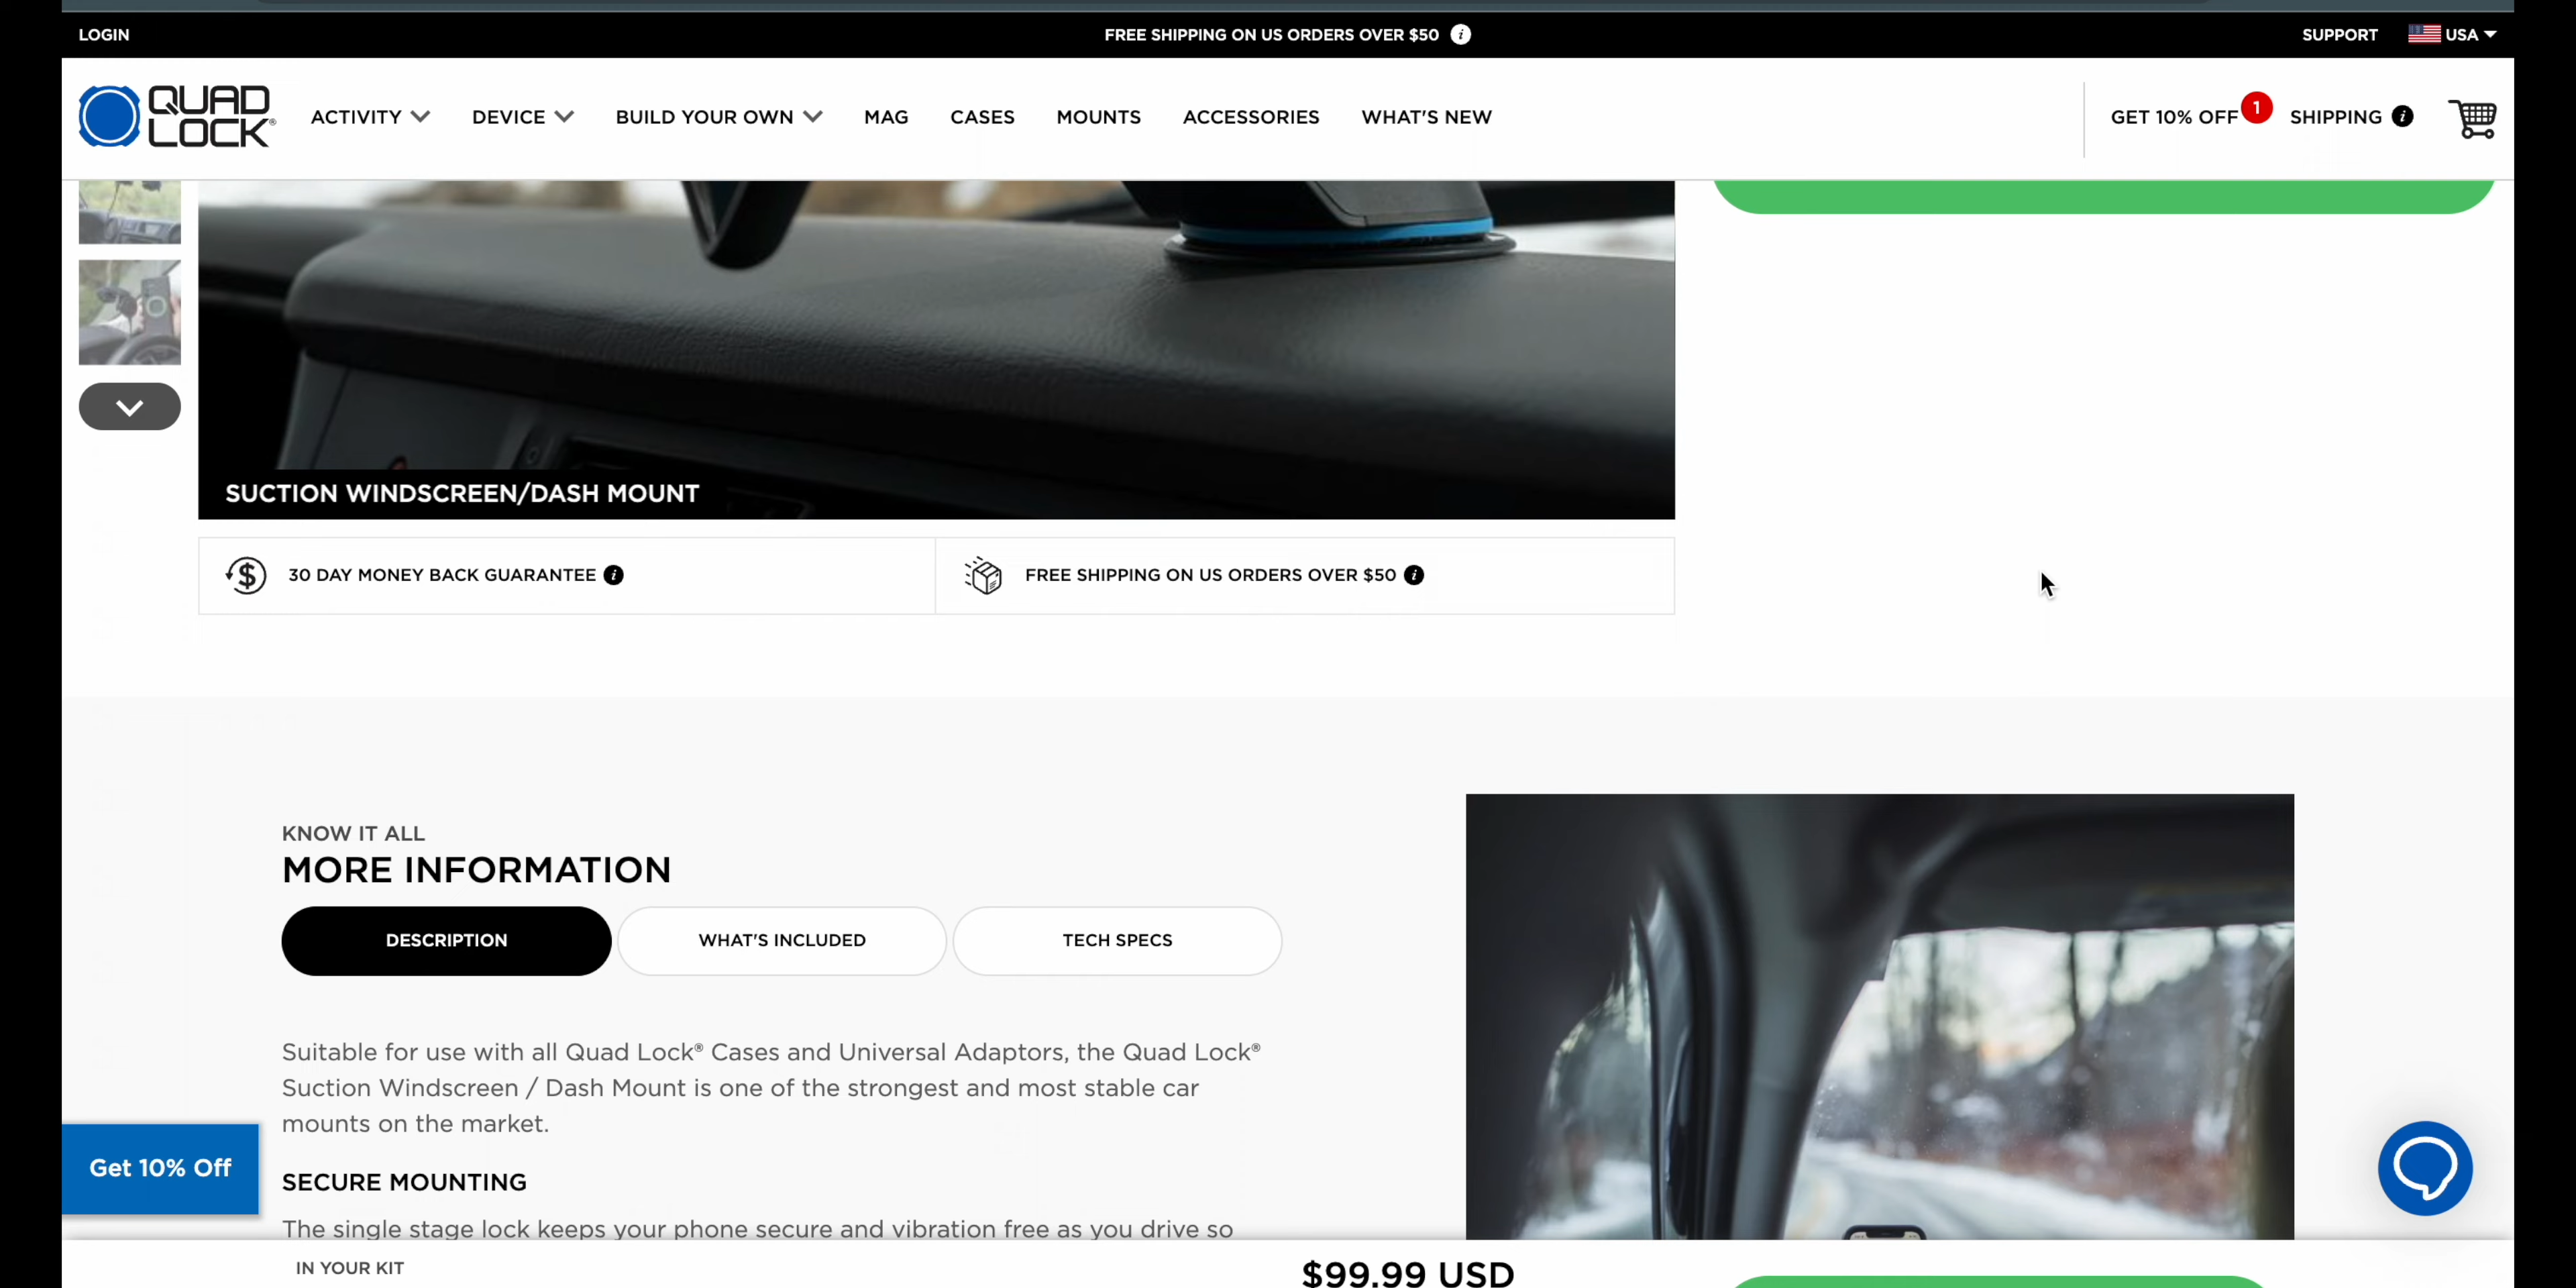 LOGIN
FREE SHIPPING ON US ORDERS OVER $50 i
SUPPORT
USA
QUAD
LOCK®
ACTIVITY
DEVICE
BUILD YOUR OWN
MAG
CASES
MOUNTS
ACCESSORIES
WHAT'S NEW
GET 10% OFF 1
SHIPPING i
SUCTION WINDSCREEN/DASH MOUNT
$ 30 DAY MONEY BACK GUARANTEE i
FREE SHIPPING ON US ORDERS OVER $50 i
KNOW IT ALL
MORE INFORMATION
DESCRIPTION
WHAT'S INCLUDED
TECH SPECS
Suitable for use with all Quad Lock® Cases and Universal Adaptors, the Quad Lock®
Suction Windscreen / Dash Mount is one of the strongest and most stable car
mounts on the market.
Get 10% Off
SECURE MOUNTING
The single stage lock keeps your phone secure and vibration free as you drive so
IN YOUR KIT
$99.99 USD